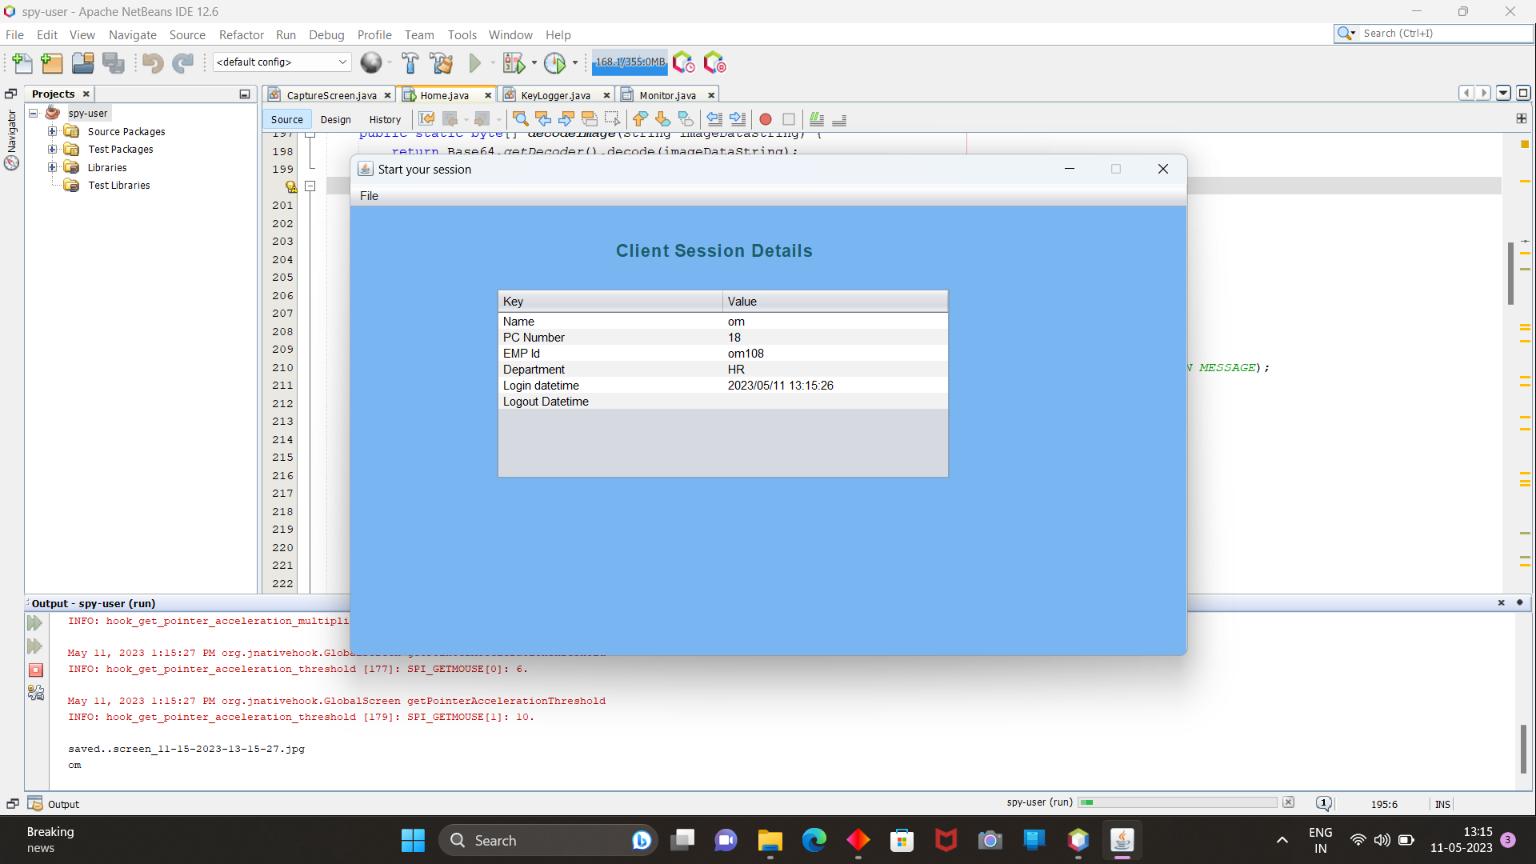 spy-user - Apache NetBeans IDE 12.6
File Edit View Navigate Source Refactor Run Debug Profile Team Tools Window Help
Search (Ctrl+I)
<default config>
168.1/355.0MB
Projects
CaptureScreen.java
Home.java
KeyLogger.java
Monitor.java
Navigator
spy-user
Source Packages
Test Packages
Libraries
Test Libraries
Source Design History
197 public static byte[] decodeImage(String imageDataString) {
198 return Base64.getDecoder().decode(imageDataString);
199
201
202
203
204
205
206
207
208
209
210 MESSAGE);
211
212
213
214
215
216
217
218
219
220
221
222
Start your session
File
Client Session Details
Key Value
Name om
PC Number 18
EMP Id om108
Department HR
Login datetime 2023/05/11 13:15:26
Logout Datetime
Output - spy-user (run)
INFO: hook_get_pointer_acceleration_multipli
May 11, 2023 1:15:27 PM org.jnativehook.GlobalScreen getPointerAccelerationThreshold
INFO: hook_get_pointer_acceleration_threshold [177]: SPI_GETMOUSE[0]: 6.
May 11, 2023 1:15:27 PM org.jnativehook.GlobalScreen getPointerAccelerationThreshold
INFO: hook_get_pointer_acceleration_threshold [179]: SPI_GETMOUSE[1]: 10.
saved..screen_11-15-2023-13-15-27.jpg
om
Output
spy-user (run)
1
195:6
INS
Breaking
news
Search
ENG
IN
13:15
11-05-2023
3